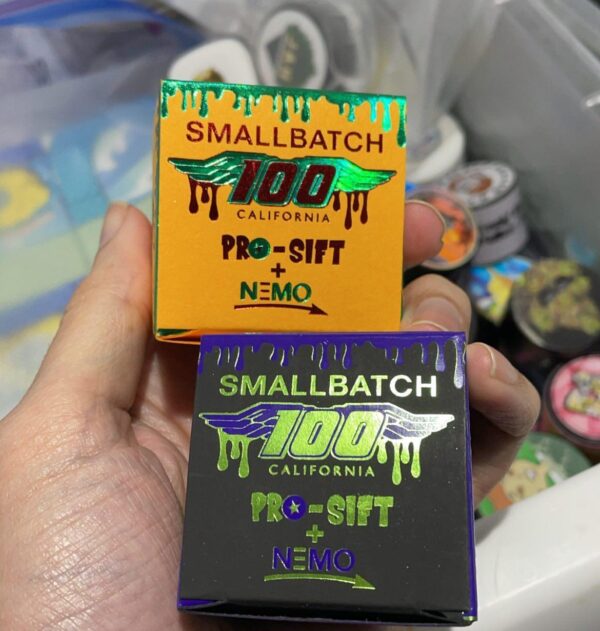 SMALLBATCH
100
CALIFORNIA
PRO-SIFT
+
NEMO
SMALLBATCH
100
CALIFORNIA
PRO-SIFT
+
NEMO